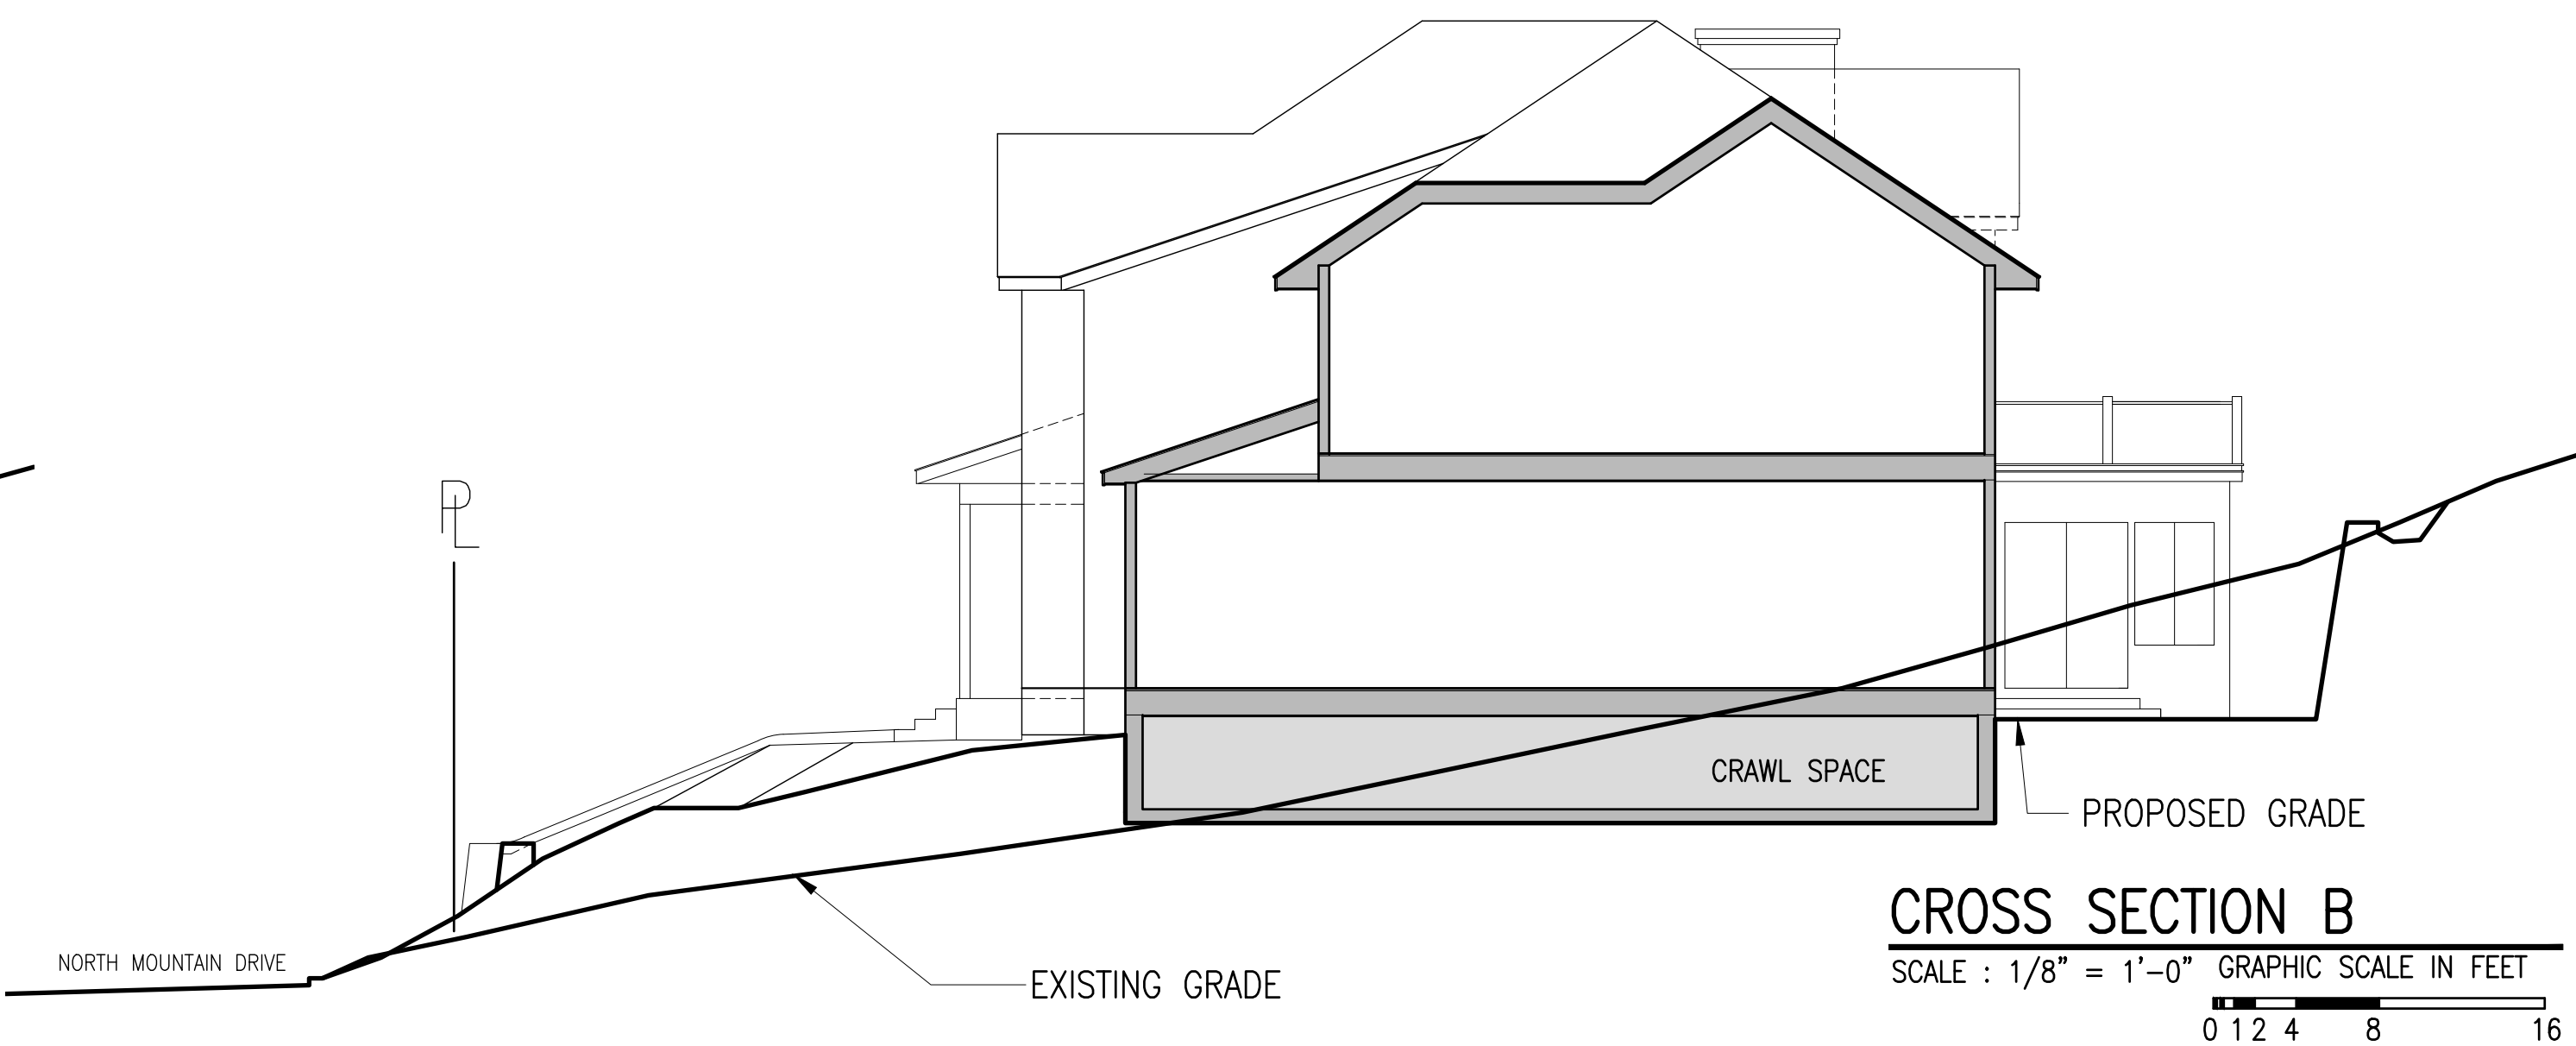 PL
CRAWL SPACE
PROPOSED GRADE
NORTH MOUNTAIN DRIVE
EXISTING GRADE
CROSS SECTION B
SCALE : 1/8" = 1'-0" GRAPHIC SCALE IN FEET
0 1 2 4 8 16